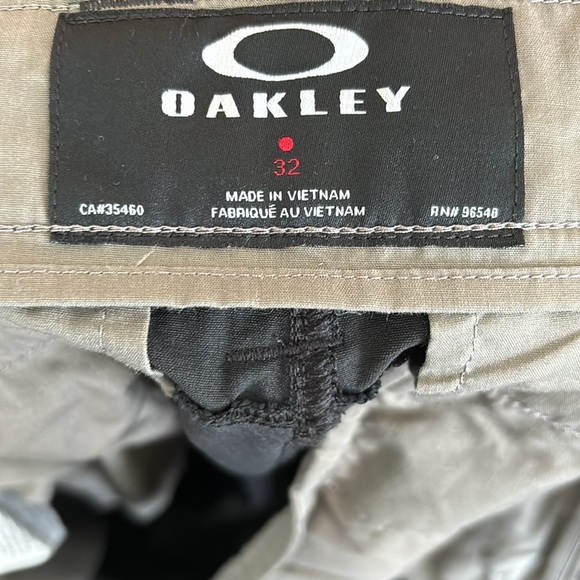 OAKLEY
32
MADE IN VIETNAM
CA#35460 FABRIQUÉ AU VIETNAM RN# 96548